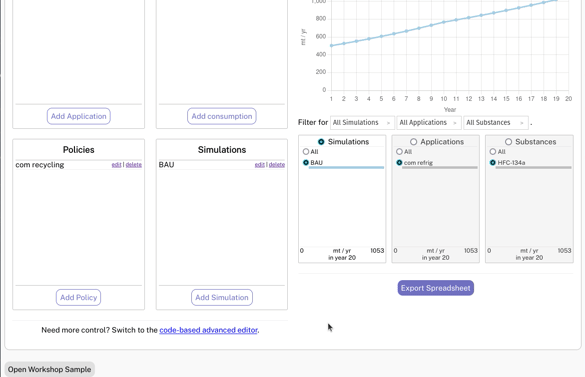 1,000
800
600
400
200
0
mt / yr
1 2 3 4 5 6 7 8 9 10 11 12 13 14 15 16 17 18 19 20
Year
Add Application
Add consumption
Filter for All Simulations > All Applications > All Substances > .
Policies
com recycling edit | delete
Add Policy
Simulations
BAU edit | delete
Add Simulation
Simulations
All
BAU
0 mt / yr 1053
in year 20
Applications
All
com refrig
0 mt / yr 1053
in year 20
Substances
All
HFC-134a
0 mt / yr 1053
in year 20
Export Spreadsheet
Need more control? Switch to the code-based advanced editor.
Open Workshop Sample